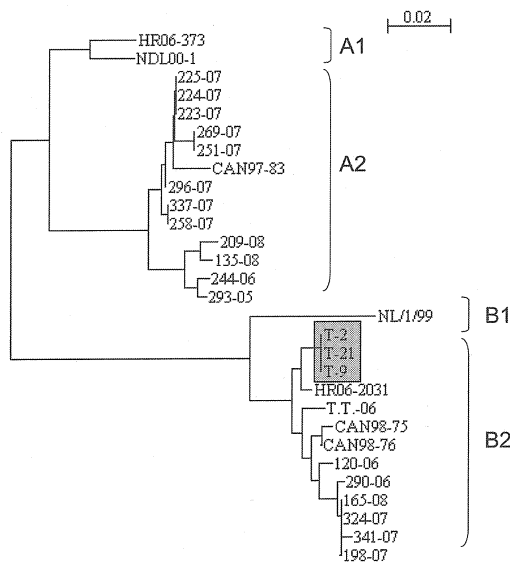 0.02
HR06-373
NDL00-1
A1
225-07
224-07
223-07
269-07
251-07
CAN97-83
296-07
337-07
258-07
209-08
135-08
244-06
293-05
A2
NL/1/99
B1
T-2
T-21
T-9
HR06-2031
T.T.-06
CAN98-75
CAN98-76
120-06
290-06
165-08
324-07
341-07
198-07
B2